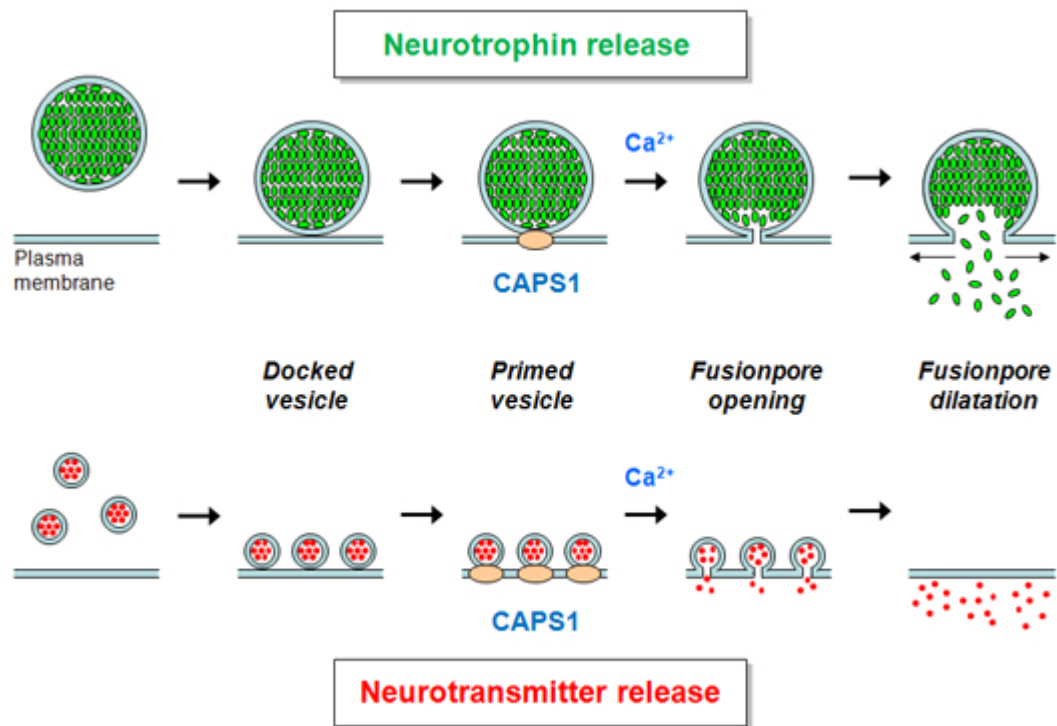 Neurotrophin release
Ca²⁺
Plasma
membrane
CAPS1
Docked
vesicle
Primed
vesicle
Fusionpore
opening
Fusionpore
dilatation
Ca²⁺
CAPS1
Neurotransmitter release